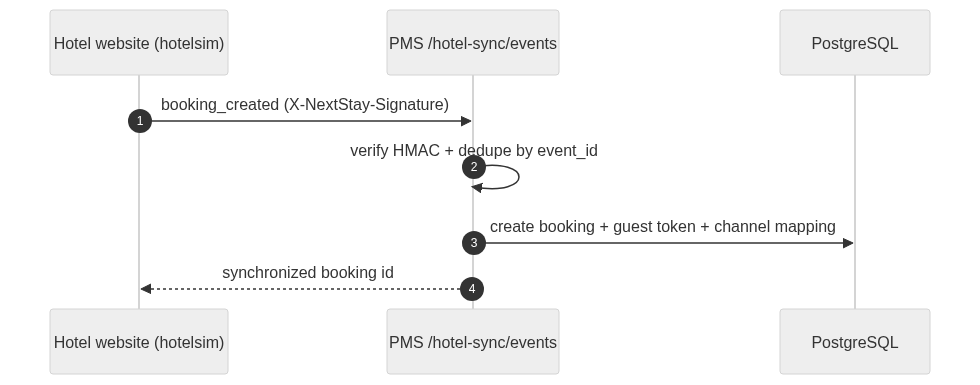 Hotel website (hotelsim)
PMS /hotel-sync/events
PostgreSQL
booking_created (X-NextStay-Signature)
1
verify HMAC + dedupe by event_id
2
create booking + guest token + channel mapping
3
synchronized booking id
4
Hotel website (hotelsim)
PMS /hotel-sync/events
PostgreSQL